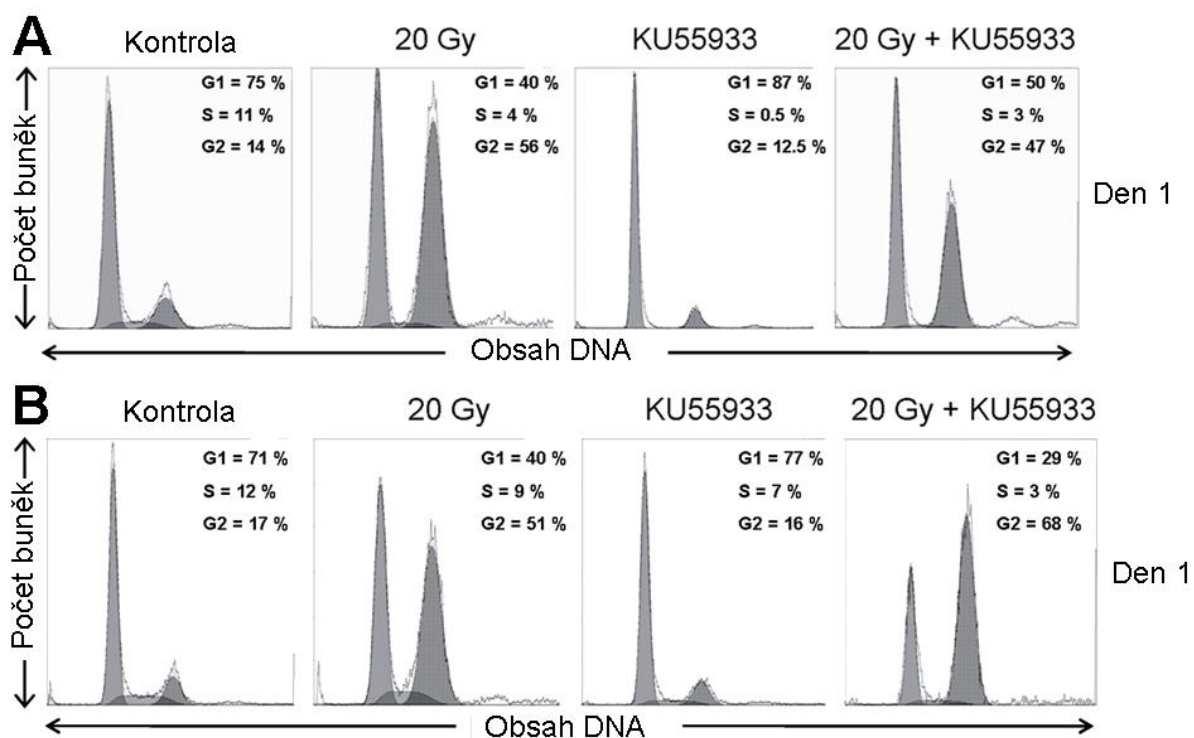 A
Kontrola
20 Gy
KU55933
20 Gy + KU55933
Počet buněk
G1 = 75 %
S = 11 %
G2 = 14 %
G1 = 40 %
S = 4 %
G2 = 56 %
G1 = 87 %
S = 0.5 %
G2 = 12.5 %
G1 = 50 %
S = 3 %
G2 = 47 %
Den 1
Obsah DNA
B
Kontrola
20 Gy
KU55933
20 Gy + KU55933
Počet buněk
G1 = 71 %
S = 12 %
G2 = 17 %
G1 = 40 %
S = 9 %
G2 = 51 %
G1 = 77 %
S = 7 %
G2 = 16 %
G1 = 29 %
S = 3 %
G2 = 68 %
Den 1
Obsah DNA